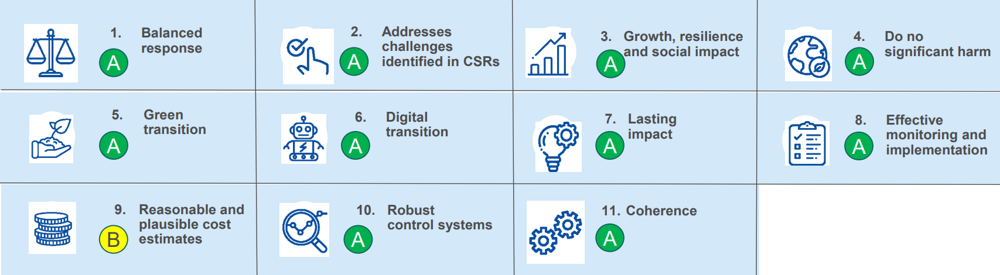 1. Balanced
response
A
2. Addresses
challenges
identified in CSRs
A
3. Growth, resilience
and social impact
A
4. Do no
significant harm
A
5. Green
transition
A
6. Digital
transition
A
7. Lasting
impact
A
8. Effective
monitoring and
implementation
A
9. Reasonable and
plausible cost
estimates
B
10. Robust
control systems
A
11. Coherence
A